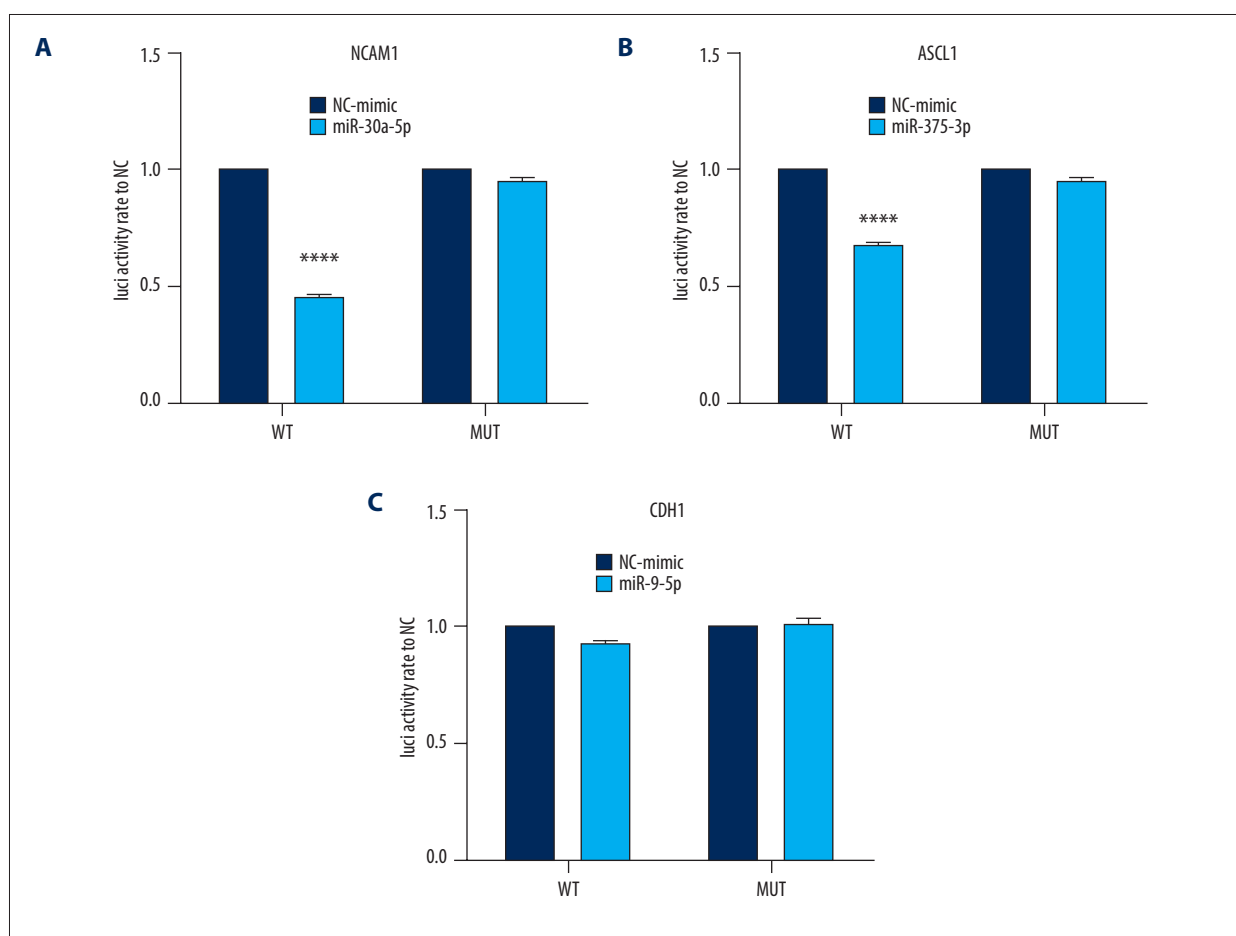 A
NCAM1
NC-mimic
miR-30a-5p
luci activity rate to NC
1.5
1.0
0.5
0.0
****
WT
MUT
B
ASCL1
NC-mimic
miR-375-3p
luci activity rate to NC
1.5
1.0
0.5
0.0
****
WT
MUT
C
CDH1
NC-mimic
miR-9-5p
luci activity rate to NC
1.5
1.0
0.5
0.0
WT
MUT